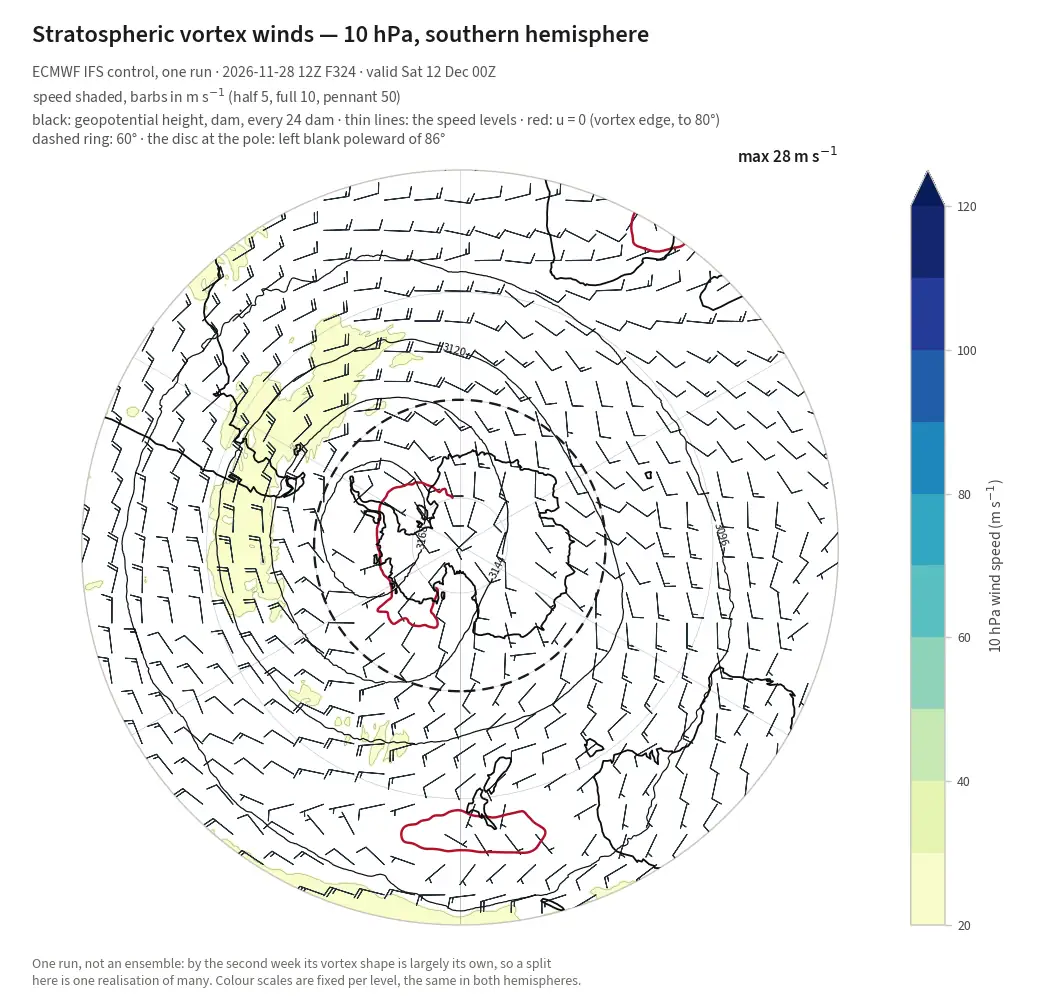 Stratospheric vortex winds — 10 hPa, southern hemisphere
ECMWF IFS control, one run · 2026-11-28 12Z F324 · valid Sat 12 Dec 00Z
speed shaded, barbs in m s⁻¹ (half 5, full 10, pennant 50)
black: geopotential height, dam, every 24 dam · thin lines: the speed levels · red: u = 0 (vortex edge, to 80°)
dashed ring: 60° · the disc at the pole: left blank poleward of 86°
max 28 m s⁻¹
120
100
80
60
40
20
10 hPa wind speed (m s⁻¹)
3120
3096
3144
One run, not an ensemble: by the second week its vortex shape is largely its own, so a split
here is one realisation of many. Colour scales are fixed per level, the same in both hemispheres.